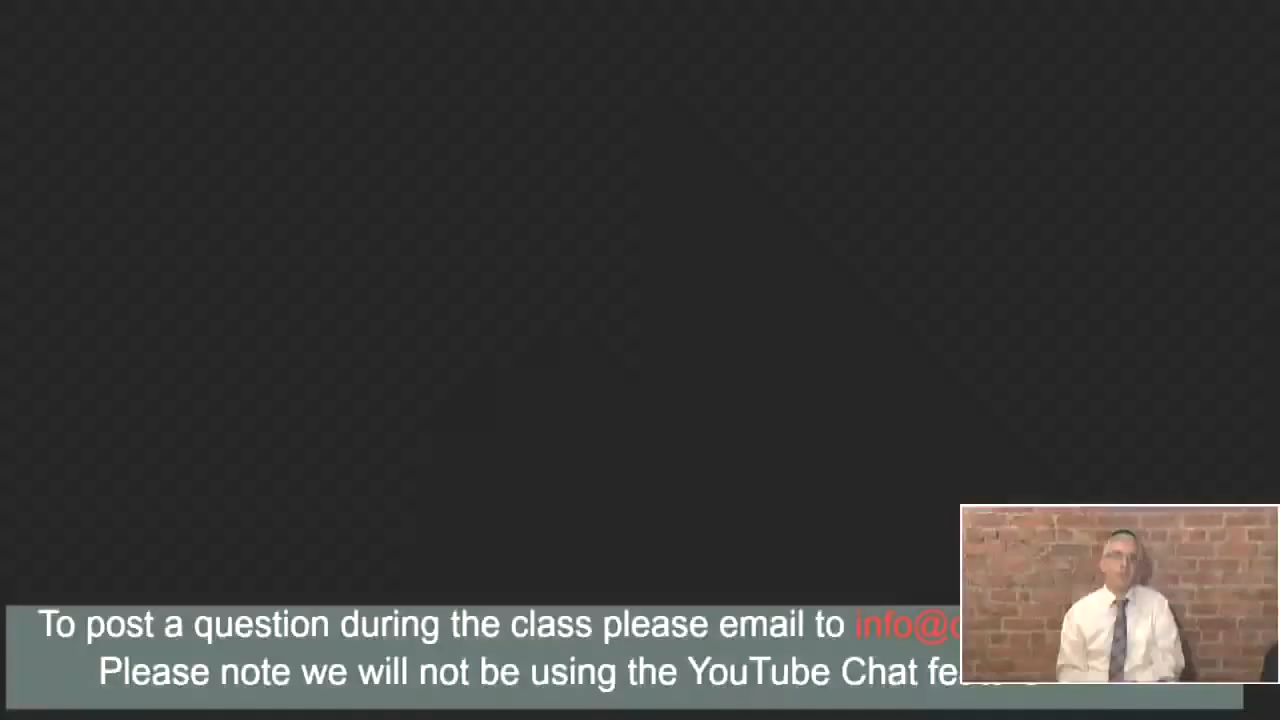 To post a question during the class please email to info@
Please note we will not be using the YouTube Chat